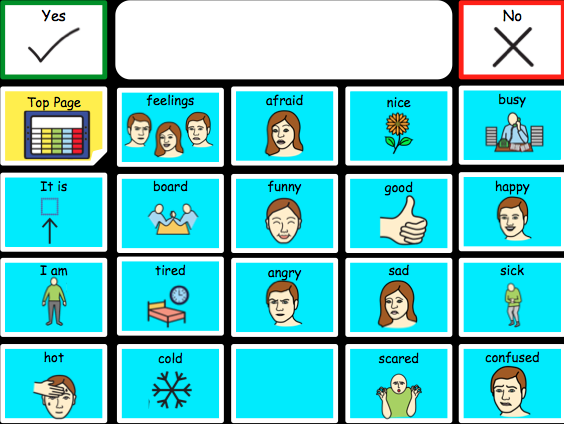 Yes
No
Top Page
feelings
afraid
nice
busy
It is
board
funny
good
happy
I am
tired
angry
sad
sick
hot
cold
scared
confused